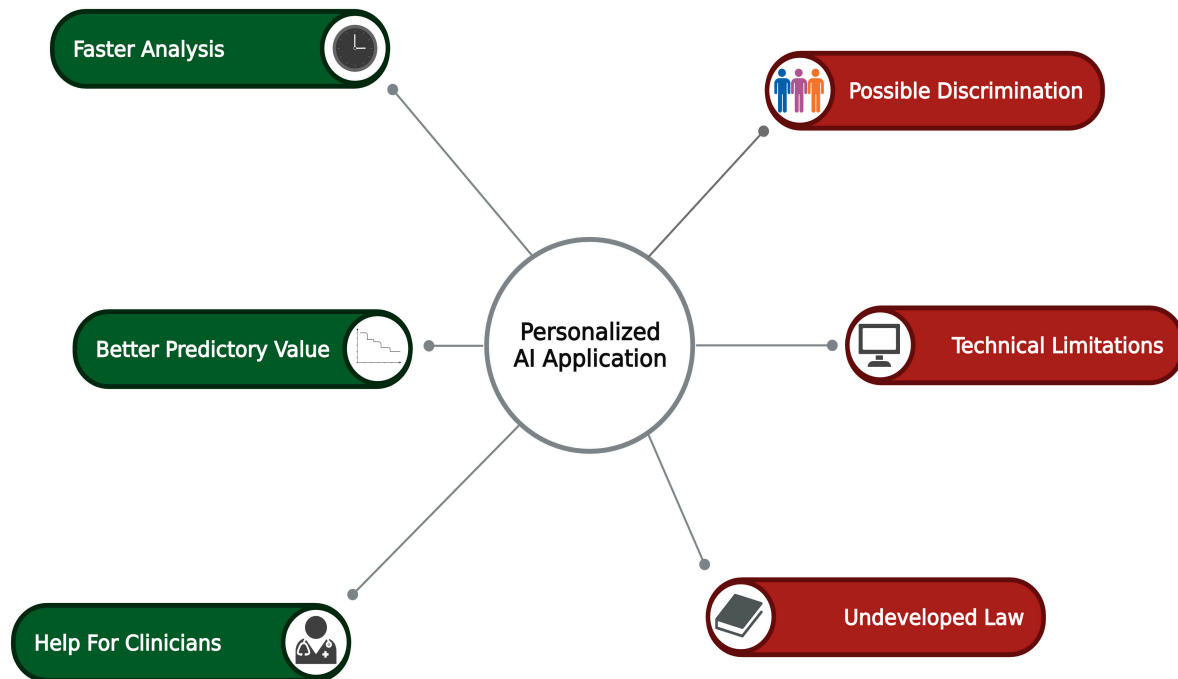 Faster Analysis
Possible Discrimination
Personalized
AI Application
Better Predictory Value
Technical Limitations
Help For Clinicians
Undeveloped Law